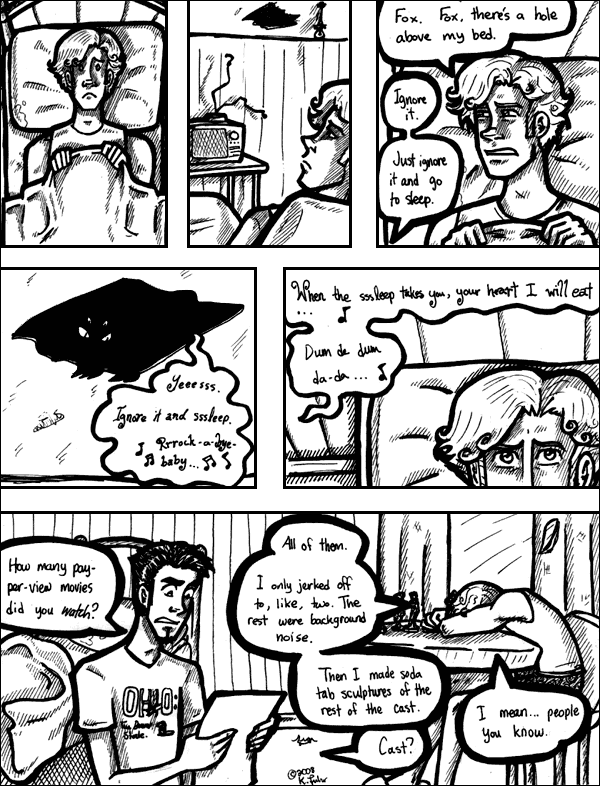 Fox. Fox, there's a hole
above my bed.
Ignore
it.
Just ignore
it and go
to sleep.
Yeeesss.
Ignore it and sssleep.
Rrrock-a-bye-
baby...
When the sssleep takes you, your heart I will eat
...
Dum de dum
da-da...
How many pay-
per-view movies
did you watch?
All of them.
I only jerked off
to, like, two. The
rest were background
noise.
Then I made soda
tab sculptures of the
rest of the cast.
Cast?
I mean... people
you know.
OHIO:
State.
©2008